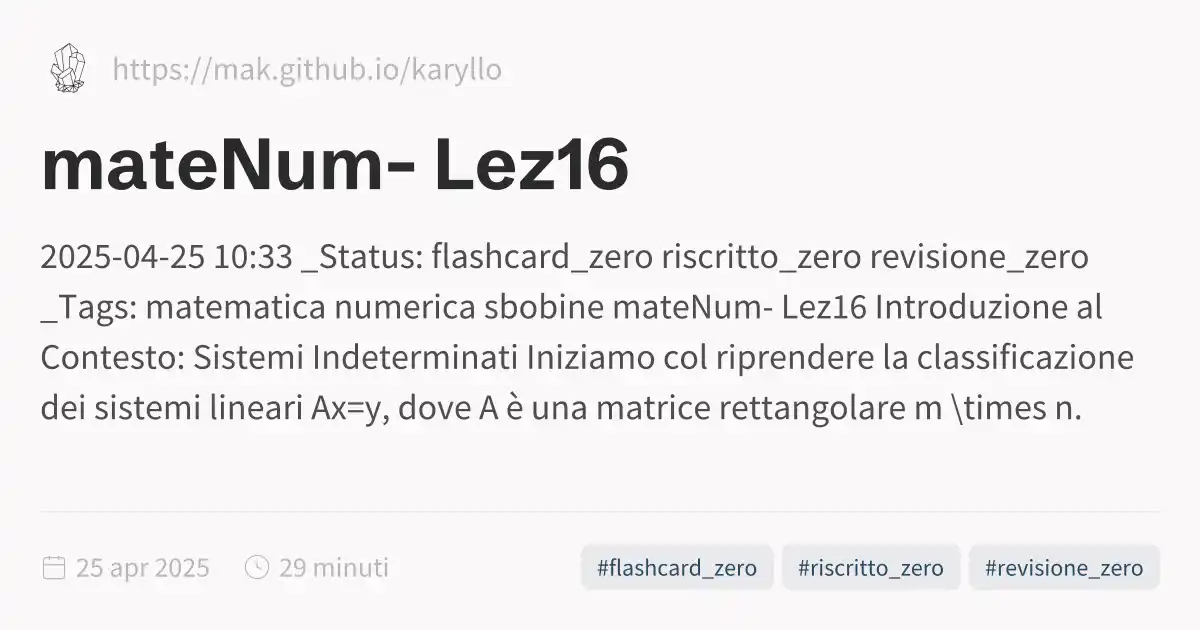 https://mak.github.io/karyllo
mateNum- Lez16
2025-04-25 10:33 _Status: flashcard_zero riscritto_zero revisione_zero
_Tags: matematica numerica sbobine mateNum- Lez16 Introduzione al
Contesto: Sistemi Indeterminati Iniziamo col riprendere la classificazione
dei sistemi lineari Ax=y, dove A è una matrice rettangolare m \times n.
25 apr 2025 29 minuti #flashcard_zero #riscritto_zero #revisione_zero